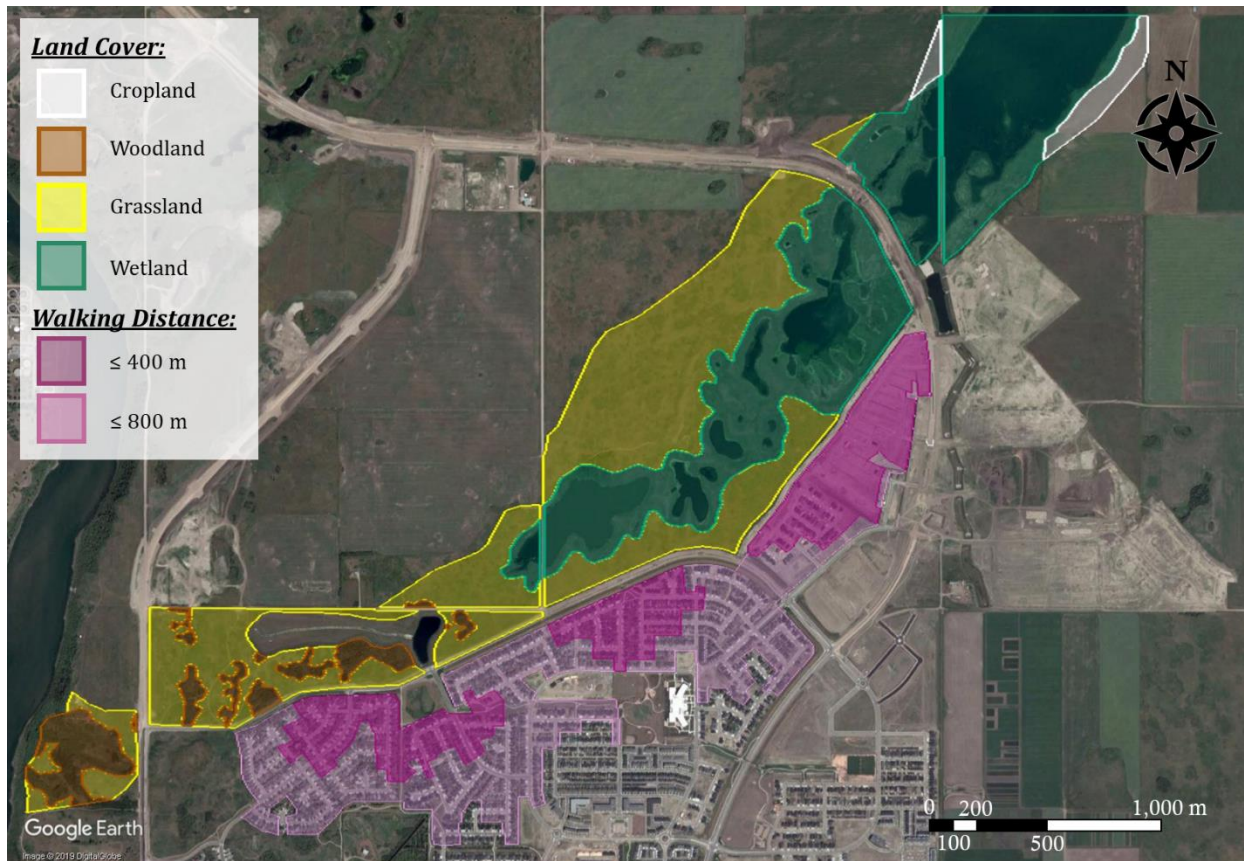 Land Cover:
Cropland
Woodland
Grassland
Wetland
Walking Distance:
≤ 400 m
≤ 800 m
N
0 200 1,000 m
100 500
Google Earth
Image © 2019 DigitalGlobe